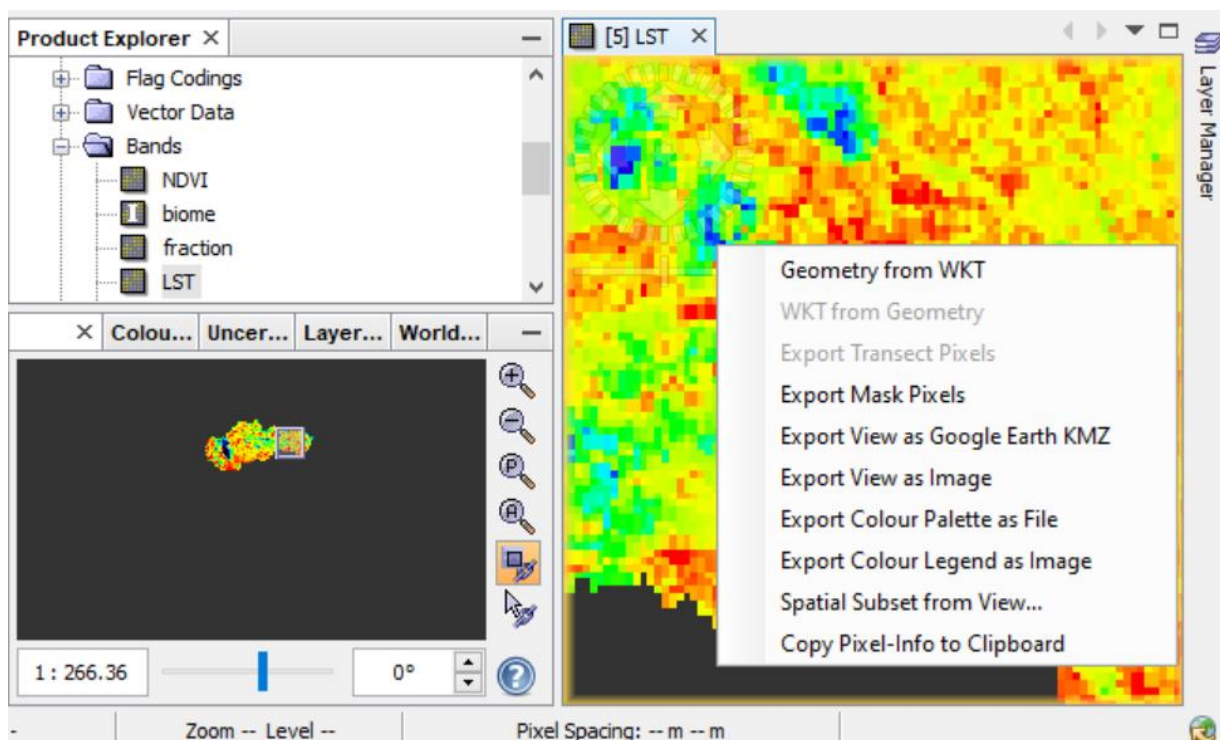 Product Explorer ×
Flag Codings
Vector Data
Bands
NDVI
biome
fraction
LST
× Colou... Uncer... Layer... World...
1 : 266.36
0°
[5] LST ×
Layer Manager
Geometry from WKT
WKT from Geometry
Export Transect Pixels
Export Mask Pixels
Export View as Google Earth KMZ
Export View as Image
Export Colour Palette as File
Export Colour Legend as Image
Spatial Subset from View...
Copy Pixel-Info to Clipboard
- Zoom -- Level -- Pixel Spacing: -- m -- m